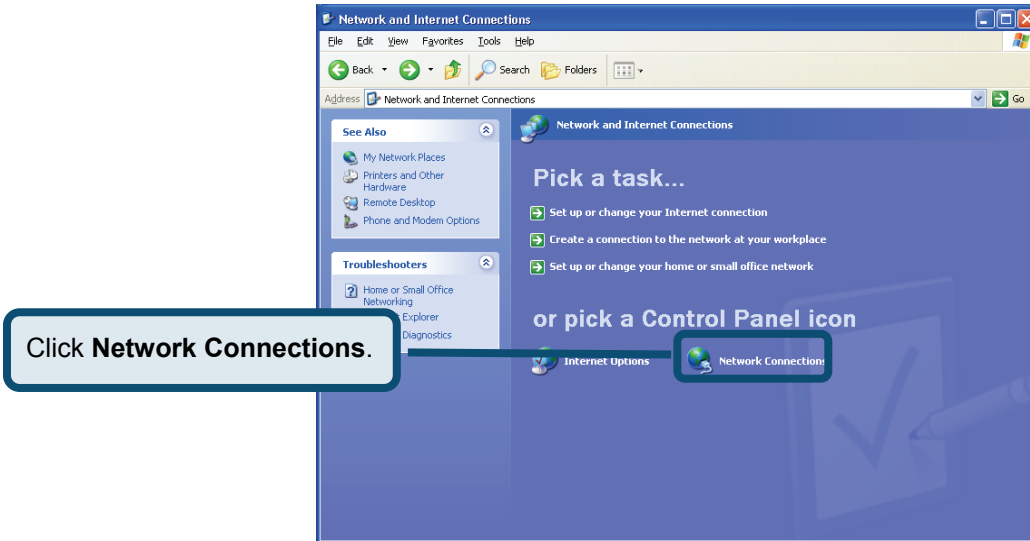 Network and Internet Connections
File Edit View Favorites Tools Help
Back Search Folders
Address Network and Internet Connections Go
See Also
My Network Places
Printers and Other
Hardware
Remote Desktop
Phone and Modem Options
Troubleshooters
Home or Small Office
Networking
Explorer
Diagnostics
Network and Internet Connections
Pick a task...
Set up or change your Internet connection
Create a connection to the network at your workplace
Set up or change your home or small office network
or pick a Control Panel icon
Internet Options Network Connections
Click Network Connections.